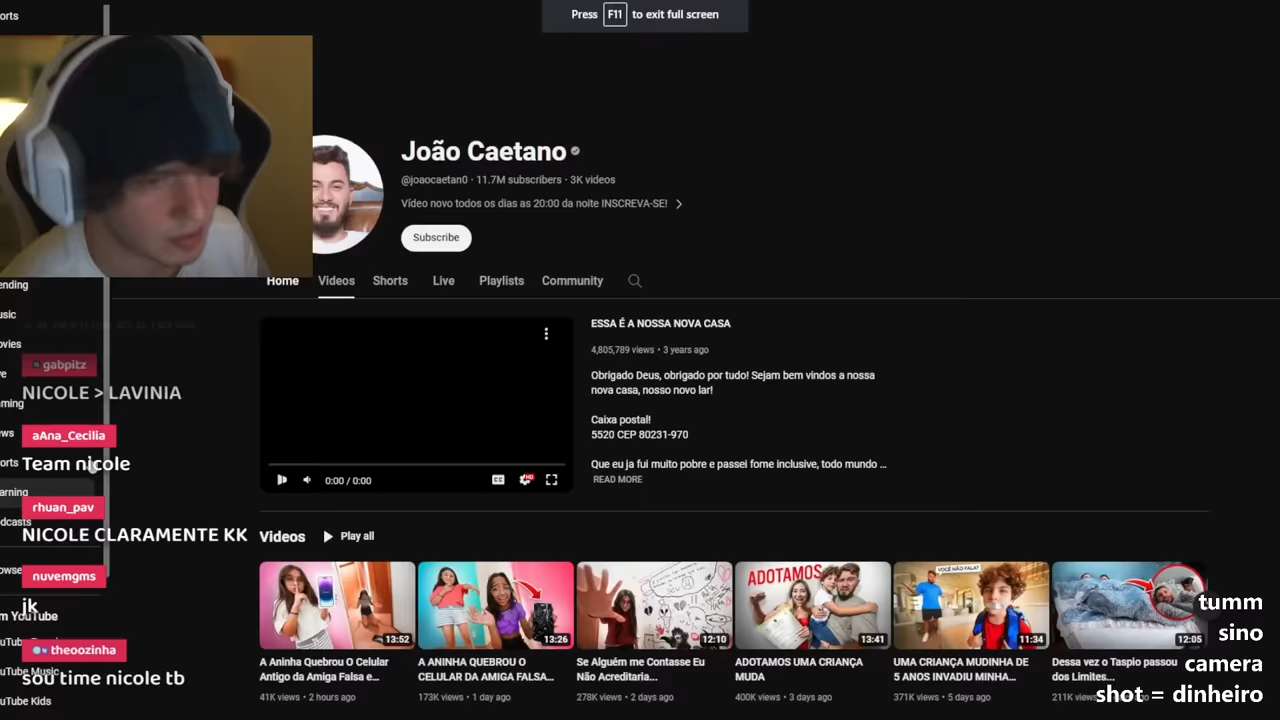 orts
Press F11 to exit full screen
João Caetano
@joaocaetan0 · 11.7M subscribers · 3K videos
Vídeo novo todos os dias as 20:00 da noite INSCREVA-SE!
Subscribe
Home Videos Shorts Live Playlists Community
ESSA É A NOSSA NOVA CASA
4,805,789 views • 3 years ago
Obrigado Deus, obrigado por tudo! Sejam bem vindos a nossa
nova casa, nosso novo lar!
Caixa postal!
5520 CEP 80231-970
Que eu ja fui muito pobre e passei fome inclusive, todo mundo ...
READ MORE
0:00 / 0:00
HD
Videos
Play all
ADOTAMOS
VOCÊ NÃO FALA?
13:52
13:26
12:10
13:41
11:34
12:05
A Aninha Quebrou O Celular
Antigo da Amiga Falsa e...
41K views • 2 hours ago
A ANINHA QUEBROU O
CELULAR DA AMIGA FALSA...
173K views • 1 day ago
Se Alguém me Contasse Eu
Não Acreditaria...
278K views • 2 days ago
ADOTAMOS UMA CRIANÇA
MUDA
400K views • 3 days ago
UMA CRIANÇA MUDINHA DE
5 ANOS INVADIU MINHA...
371K views • 5 days ago
Dessa vez o Taspio passou
dos Limites...
211K views
ending
usic
ovies
ve
ming
ews
orts
arning
dcasts
owse
m YouTube
uTube Music
uTube Kids
gabpitz
NICOLE > LAVINIA
aAna_Cecilia
Team nicole
rhuan_pav
NICOLE CLARAMENTE KK
nuvemgms
jk
theoozinha
sou time nicole tb
tumm
sino
camera
shot = dinheiro